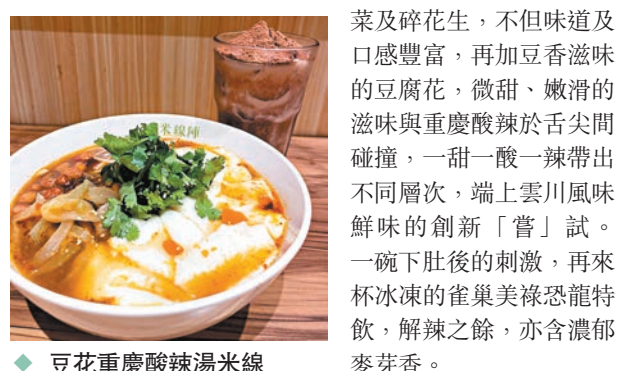 菜及碎花生，不但味道及
口感豐富，再加豆香滋味
的豆腐花，微甜、嫩滑的
滋味與重慶酸辣於舌尖間
碰撞，一甜一酸一辣帶出
不同層次，端上雲川風味
鮮味的創新「嘗」試。
一碗下肚後的刺激，再來
杯冰凍的雀巢美祿恐龍特
飲，解辣之餘，亦含濃郁
麥芽香。
米線陣
◆ 豆花重慶酸辣湯米線